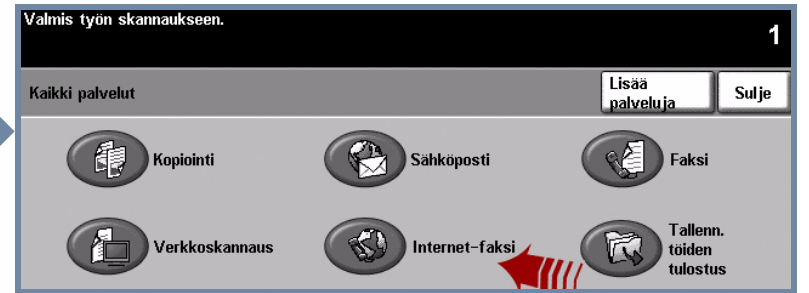 Valmis työn skannaukseen.
1
Kaikki palvelut
Lisää
palveluja
Sulje
Kopiointi
Sähköposti
Faksi
Verkkoskannaus
Internet-faksi
Tallenn.
töiden
tulostus